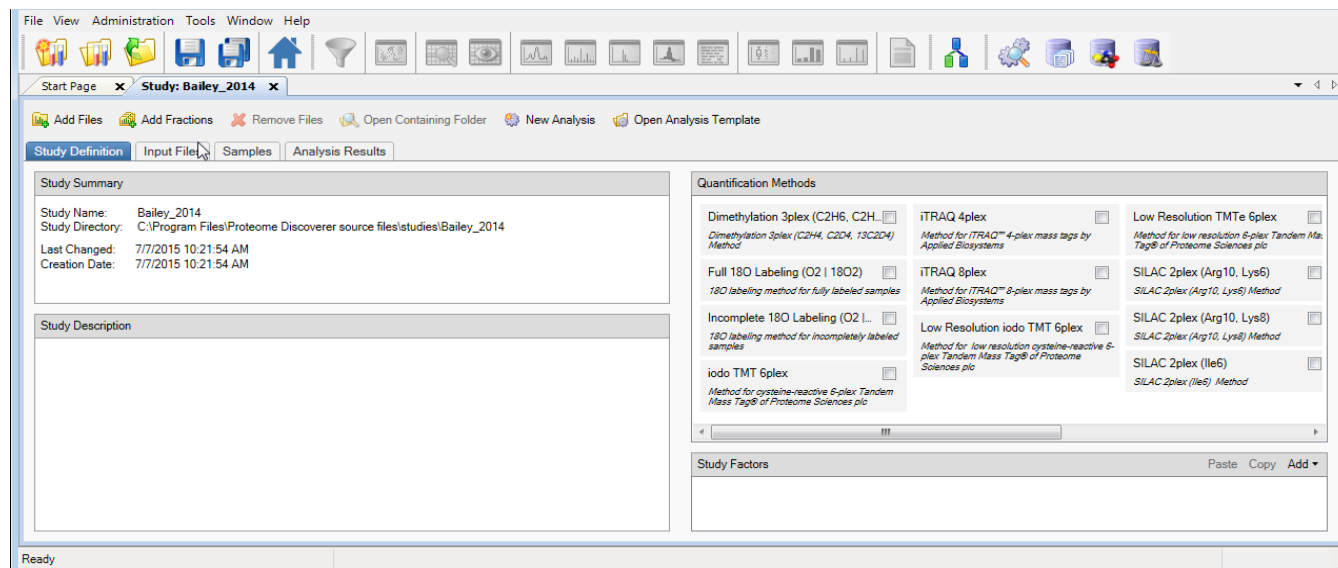 File View Administration Tools Window Help
Start Page x Study: Bailey_2014 x
Add Files Add Fractions Remove Files Open Containing Folder New Analysis Open Analysis Template
Study Definition Input Files Samples Analysis Results
Study Summary
Study Name: Bailey_2014
Study Directory: C:\Program Files\Proteome Discoverer source files\studies\Bailey_2014
Last Changed: 7/7/2015 10:21:54 AM
Creation Date: 7/7/2015 10:21:54 AM
Study Description
Quantification Methods
Dimethylation 3plex (C2H6, C2H...
Dimethylation 3plex (C2H4, C2D4, 13C2D4)
Method
Full 18O Labeling (O2 | 18O2)
18O labeling method for fully labeled samples
Incomplete 18O Labeling (O2 |...
18O labeling method for incompletely labeled
samples
iodo TMT 6plex
Method for cysteine-reactive 6-plex Tandem
Mass Tag® of Proteome Sciences plc
iTRAQ 4plex
Method for iTRAQ™ 4-plex mass tags by
Applied Biosystems
iTRAQ 8plex
Method for iTRAQ™ 8-plex mass tags by
Applied Biosystems
Low Resolution iodo TMT 6plex
Method for low resolution cysteine-reactive 6-
plex Tandem Mass Tag® of Proteome
Sciences plc
Low Resolution TMTe 6plex
Method for low resolution 6-plex Tandem Mas
Tag® of Proteome Sciences plc
SILAC 2plex (Arg10, Lys6)
SILAC 2plex (Arg10, Lys6) Method
SILAC 2plex (Arg10, Lys8)
SILAC 2plex (Arg10, Lys8) Method
SILAC 2plex (Ile6)
SILAC 2plex (Ile6) Method
Study Factors Paste Copy Add
Ready